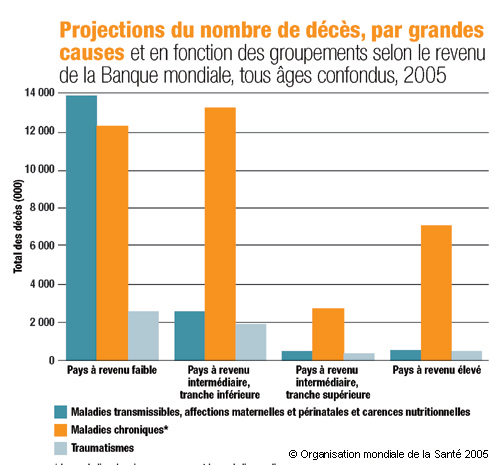 Projections du nombre de décès, par grandes
causes et en fonction des groupements selon le revenu
de la Banque mondiale, tous âges confondus, 2005
Total des décès (000)
14 000
12 000
10 000
8 000
6 000
4 000
2 000
0
Pays à revenu faible
Pays à revenu
intermédiaire,
tranche inférieure
Pays à revenu
intermédiaire,
tranche supérieure
Pays à revenu élevé
Maladies transmissibles, affections maternelles et périnatales et carences nutritionnelles
Maladies chroniques*
Traumatismes
© Organisation mondiale de la Santé 2005